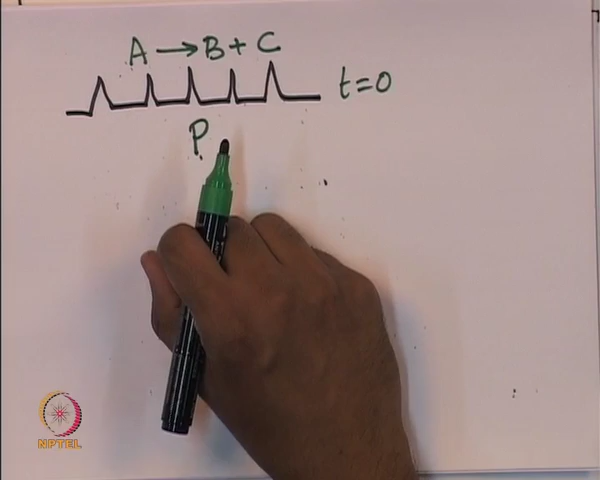 A → B + C
t = 0
P
NPTEL